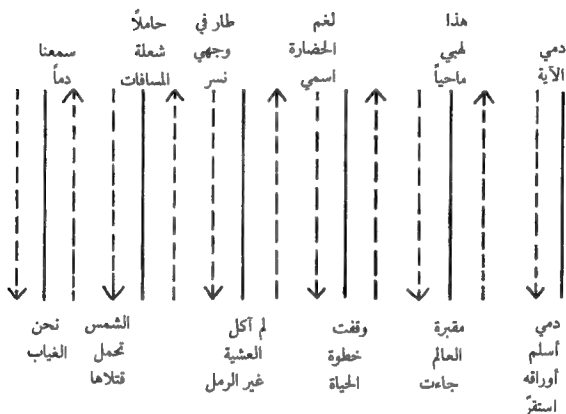 دمي
الآية
هذا
لهبي
ماحياً
لغم
الحضارة
اسمي
طار في
وجهي
نسر
حاملاً
شعلة
المسافات
سمعنا
دماً
دمي
أسلم
أوراقه
استقرّ
مقبرة
العالم
جاءت
وقفت
خطوة
الحياة
لم آكل
العشية
غير الرمل
الشمس
تحمل
قتلاها
نحن
الغياب